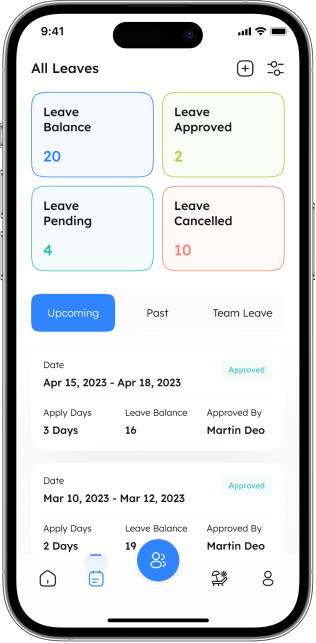 9:41
All Leaves
Leave
Balance
20
Leave
Approved
2
Leave
Pending
4
Leave
Cancelled
10
Upcoming Past Team Leave
Date
Approved
Apr 15, 2023 - Apr 18, 2023
Apply Days Leave Balance Approved By
3 Days 16 Martin Deo
Date
Approved
Mar 10, 2023 - Mar 12, 2023
Apply Days Leave Balance Approved By
2 Days 19 Martin Deo